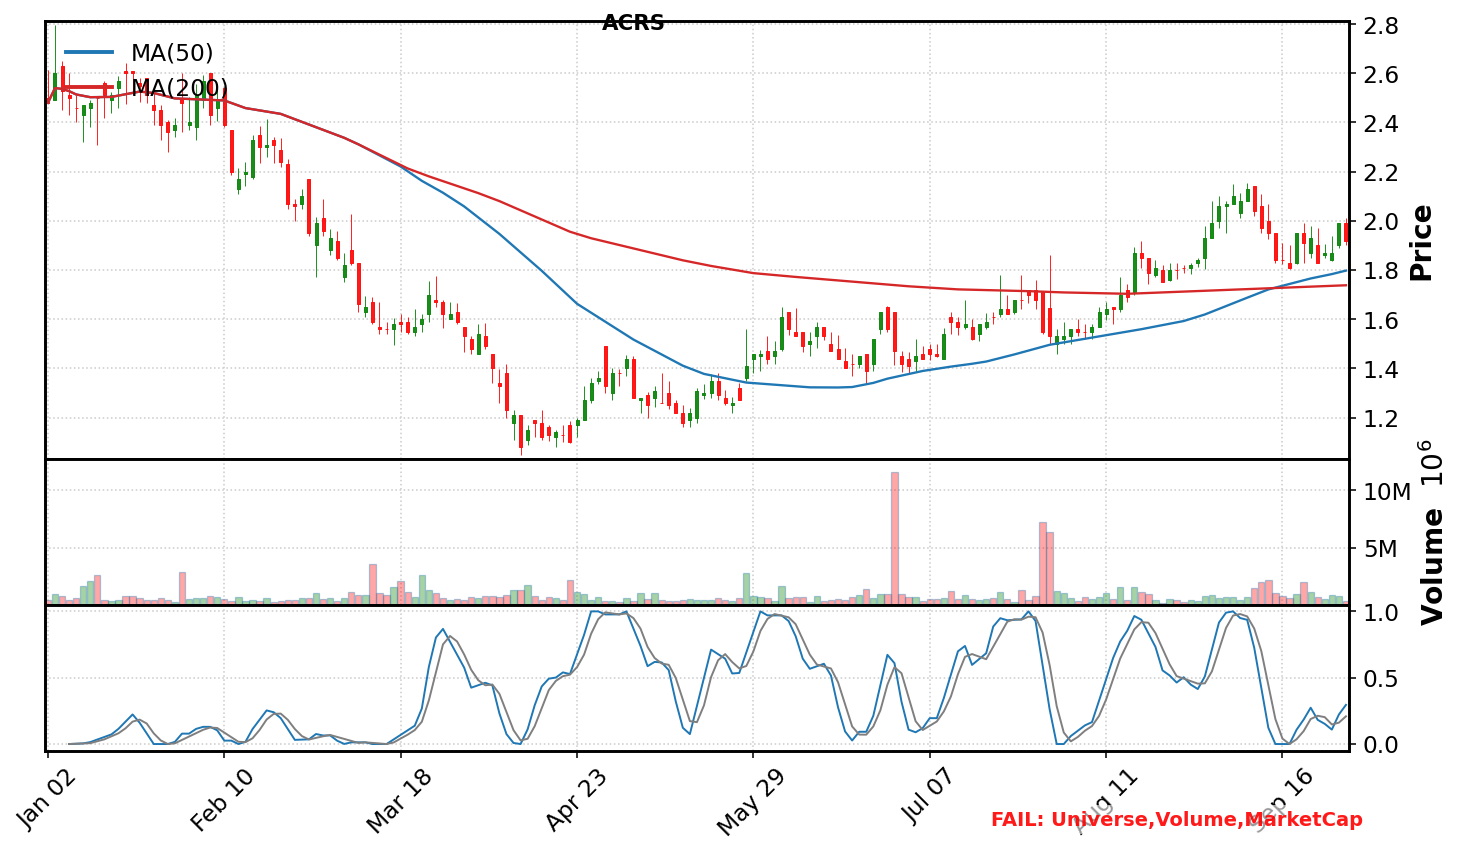 ACRS
MA(50)
MA(200)
2.8
2.6
2.4
2.2
2.0
1.8
1.6
1.4
1.2
Price
10M
5M
Volume 10^6
1.0
0.5
0.0
Jan 02
Feb 10
Mar 18
Apr 23
May 29
Jul 07
Aug 11
Sep 16
FAIL: Universe,Volume,MarketCap